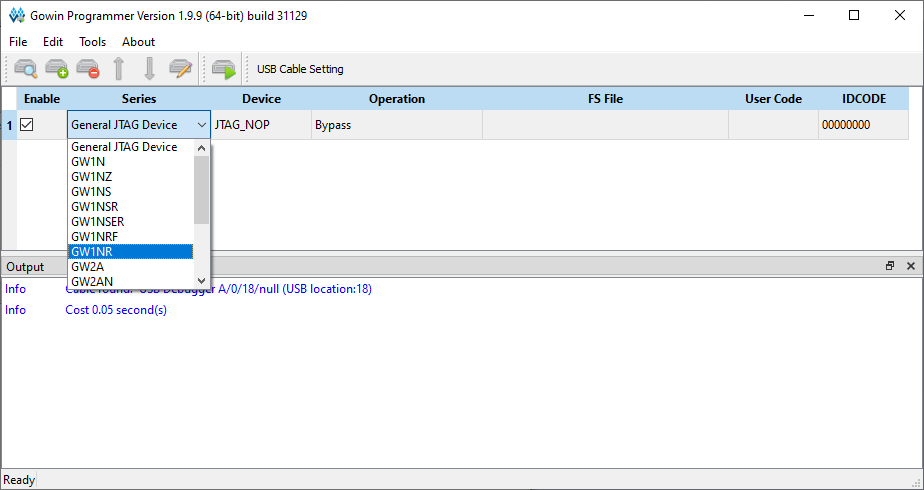 Gowin Programmer Version 1.9.9 (64-bit) build 31129
File Edit Tools About
USB Cable Setting
Enable Series Device Operation FS File User Code IDCODE
1 General JTAG Device JTAG_NOP Bypass 00000000
General JTAG Device
GW1N
GW1NZ
GW1NS
GW1NSR
GW1NSER
GW1NRF
GW1NR
GW2A
GW2AN
Output
Info USB Debugger A/0/18/null (USB location:18)
Info Cost 0.05 second(s)
Ready